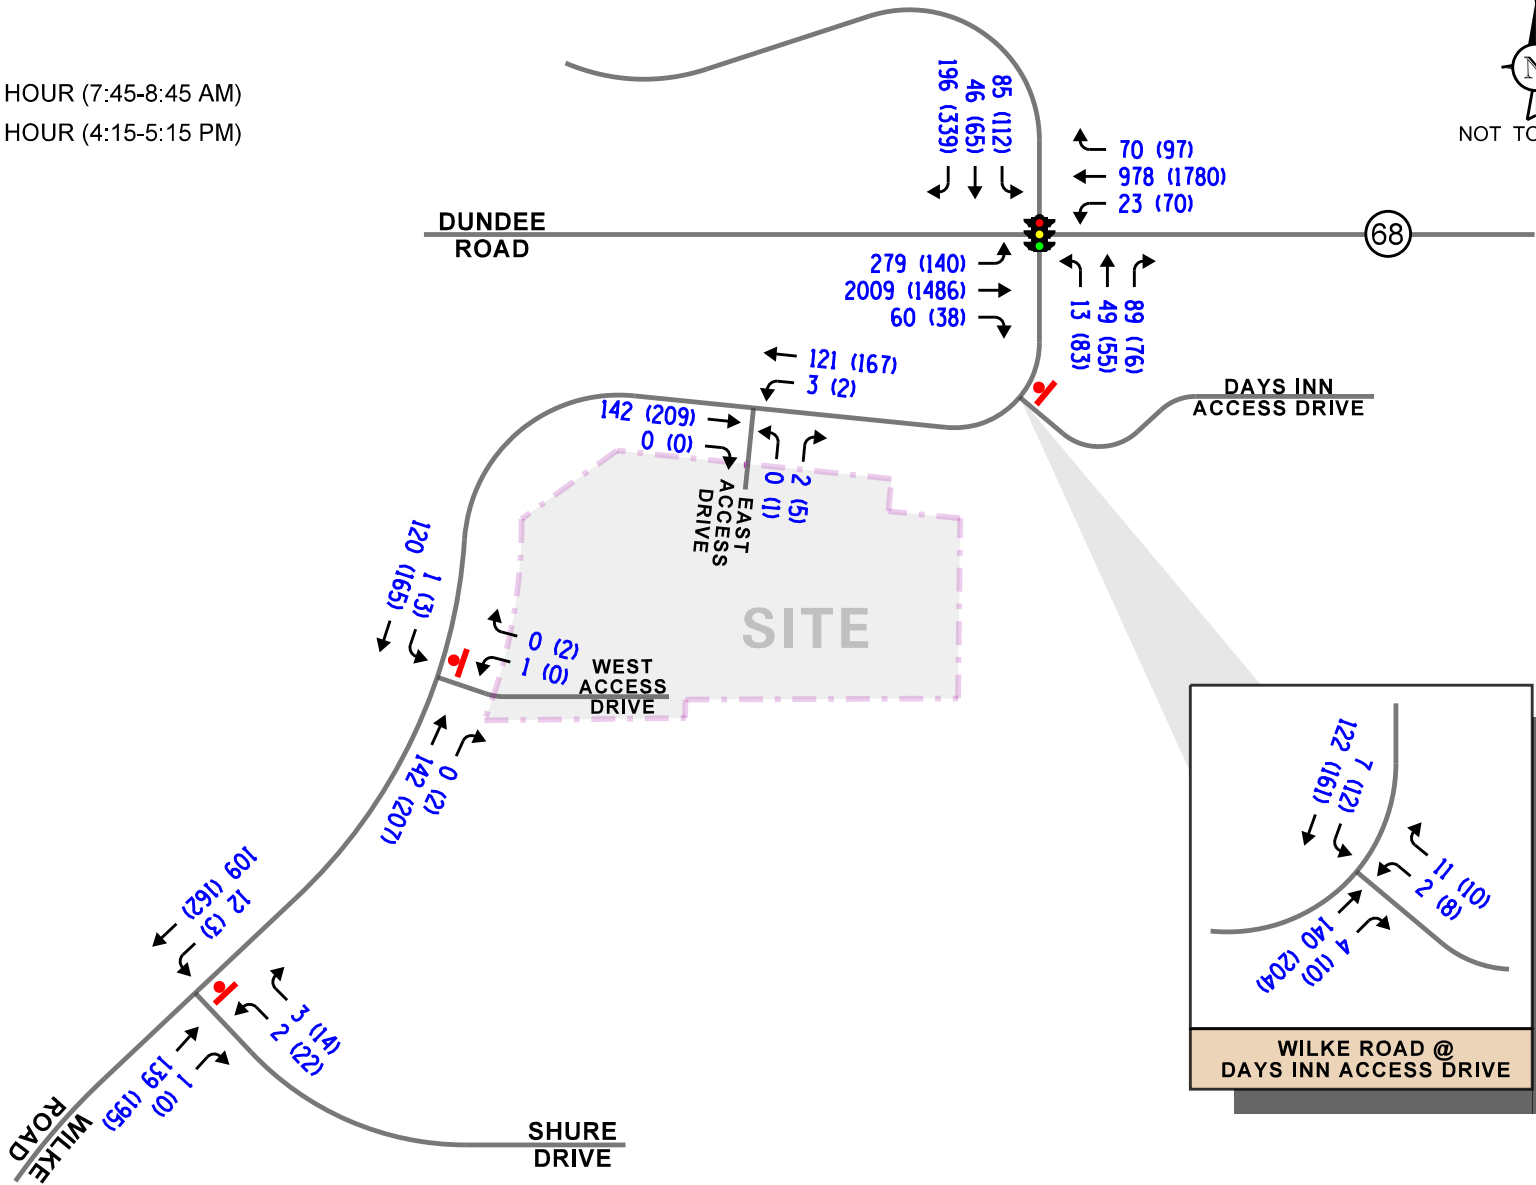 HOUR (7:45-8:45 AM)
HOUR (4:15-5:15 PM)
N
NOT TO
85 (112)
46 (65)
196 (339)
70 (97)
978 (1780)
23 (70)
DUNDEE
ROAD
68
279 (140)
2009 (1486)
60 (38)
89 (76)
49 (55)
13 (83)
121 (167)
3 (2)
142 (209)
0 (0)
2 (5)
0 (1)
EAST
ACCESS
DRIVE
DAYS INN
ACCESS DRIVE
SITE
1 (3)
120 (165)
0 (2)
1 (0)
WEST
ACCESS
DRIVE
142 (207)
0 (2)
109 (162)
12 (3)
3 (14)
2 (22)
139 (195)
1 (0)
WILKE
ROAD
SHURE
DRIVE
7 (12)
122 (161)
11 (10)
2 (8)
140 (204)
4 (10)
WILKE ROAD @
DAYS INN ACCESS DRIVE